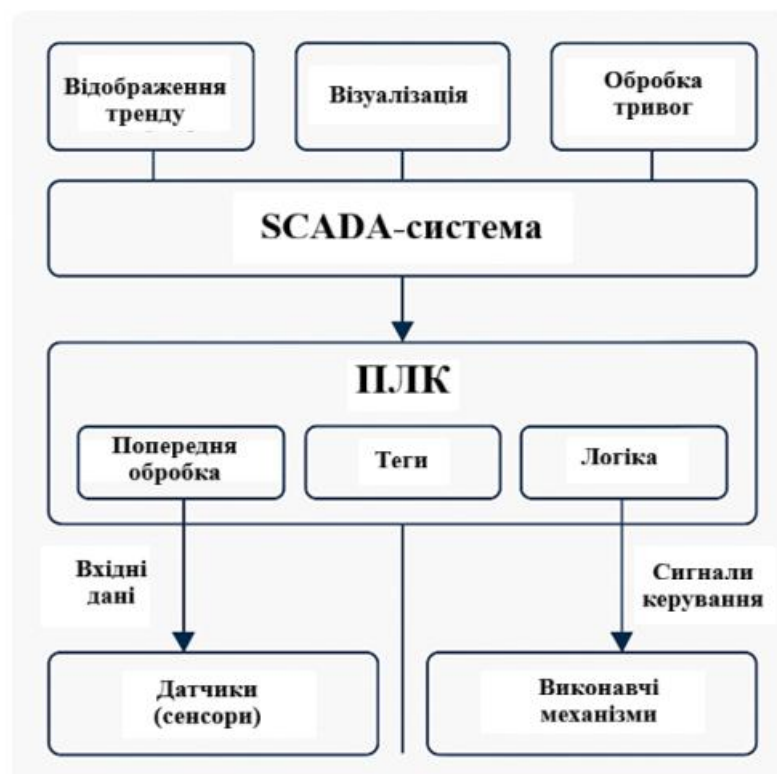 Відображення
тренду
Візуалізація
Обробка
тривог
SCADA-система
ПЛК
Попередня
обробка
Теги
Логіка
Вхідні
дані
Сигнали
керування
Датчики
(сенсори)
Виконавчі
механізми